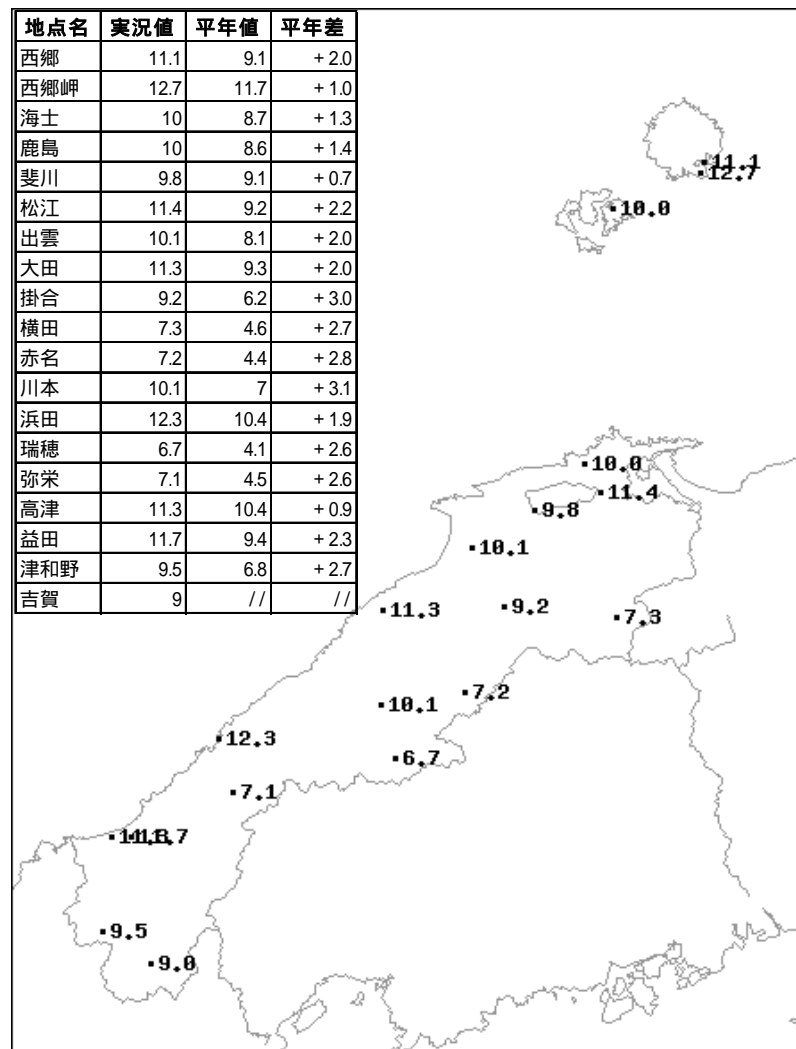 地点名 実況値 平年値 平年差
西郷 11.1 9.1 +2.0
西郷岬 12.7 11.7 +1.0
海士 10 8.7 +1.3
鹿島 10 8.6 +1.4
斐川 9.8 9.1 +0.7
松江 11.4 9.2 +2.2
出雲 10.1 8.1 +2.0
大田 11.3 9.3 +2.0
掛合 9.2 6.2 +3.0
横田 7.3 4.6 +2.7
赤名 7.2 4.4 +2.8
川本 10.1 7 +3.1
浜田 12.3 10.4 +1.9
瑞穂 6.7 4.1 +2.6
弥栄 7.1 4.5 +2.6
高津 11.3 10.4 +0.9
益田 11.7 9.4 +2.3
津和野 9.5 6.8 +2.7
吉賀 9 // //
11.1
12.7
10.0
10.0
11.4
9.8
10.1
11.3
9.2
7.3
7.2
10.1
12.3
6.7
7.1
9.5
9.0